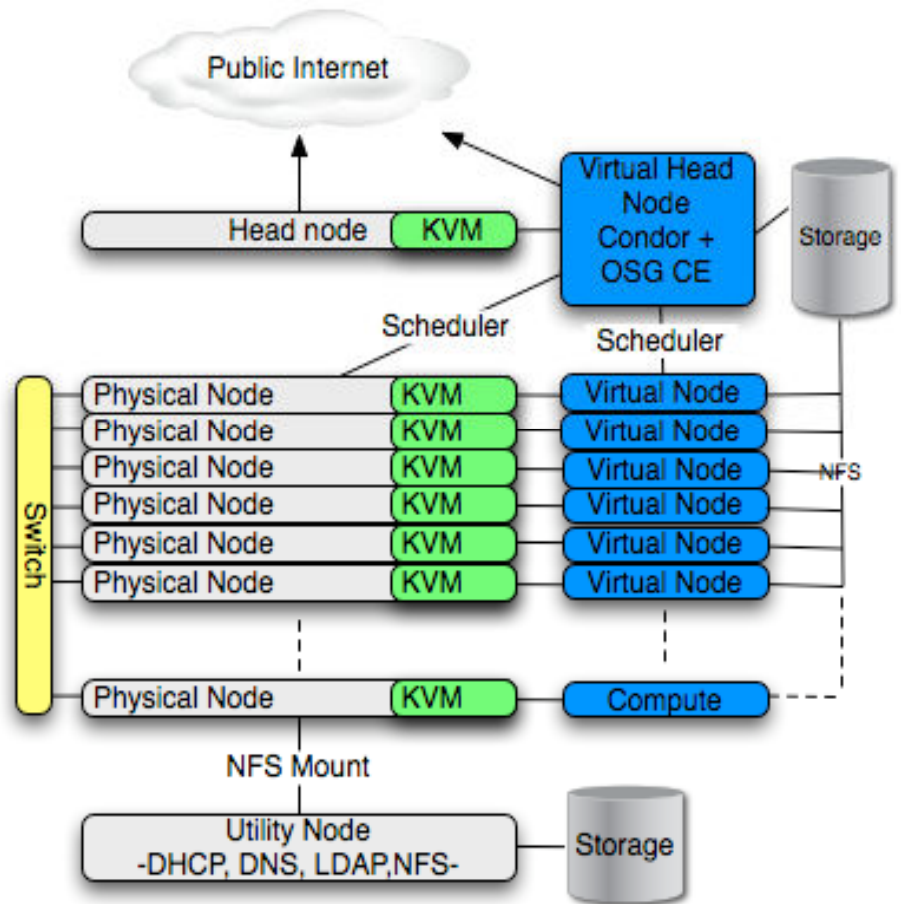 Public Internet
Virtual Head
Node
Condor +
OSG CE
Storage
Head node KVM
Scheduler
Scheduler
Switch
Physical Node KVM Virtual Node
Physical Node KVM Virtual Node
Physical Node KVM Virtual Node
NFS
Physical Node KVM Virtual Node
Physical Node KVM Virtual Node
Physical Node KVM Virtual Node
Physical Node KVM Compute
NFS Mount
Utility Node
-DHCP, DNS, LDAP,NFS-
Storage